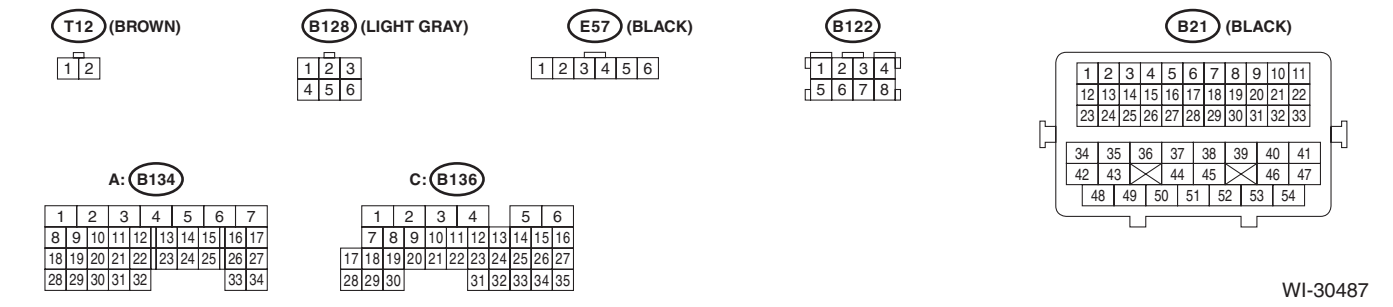 T12 (BROWN) B128 (LIGHT GRAY) E57 (BLACK) B122 B21 (BLACK)
1 2
1 2 3
4 5 6
1 2 3 4 5 6
1 2 3 4
5 6 7 8
1 2 3 4 5 6 7 8 9 10 11
12 13 14 15 16 17 18 19 20 21 22
23 24 25 26 27 28 29 30 31 32 33
34 35 36 37 38 39 40 41
42 43 44 45 46 47
48 49 50 51 52 53 54
A: B134
1 2 3 4 5 6 7
8 9 10 11 12 13 14 15 16 17
18 19 20 21 22 23 24 25 26 27
28 29 30 31 32 33 34
C: B136
1 2 3 4 5 6
7 8 9 10 11 12 13 14 15 16
17 18 19 20 21 22 23 24 25 26 27
28 29 30 31 32 33 34 35
WI-30487